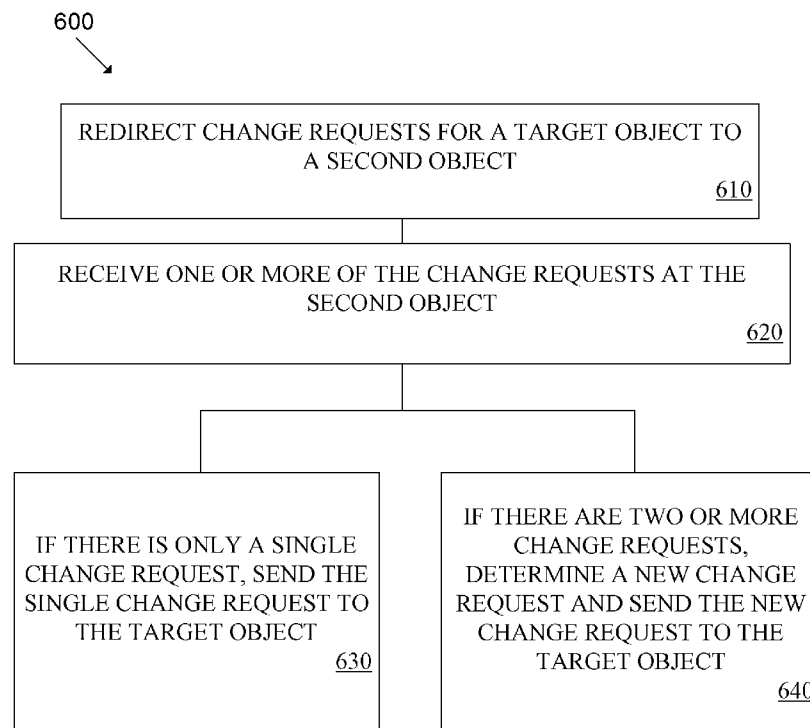 600
REDIRECT CHANGE REQUESTS FOR A TARGET OBJECT TO
A SECOND OBJECT
610
RECEIVE ONE OR MORE OF THE CHANGE REQUESTS AT THE
SECOND OBJECT
620
IF THERE IS ONLY A SINGLE
CHANGE REQUEST, SEND THE
SINGLE CHANGE REQUEST TO
THE TARGET OBJECT
630
IF THERE ARE TWO OR MORE
CHANGE REQUESTS,
DETERMINE A NEW CHANGE
REQUEST AND SEND THE NEW
CHANGE REQUEST TO THE
TARGET OBJECT
640